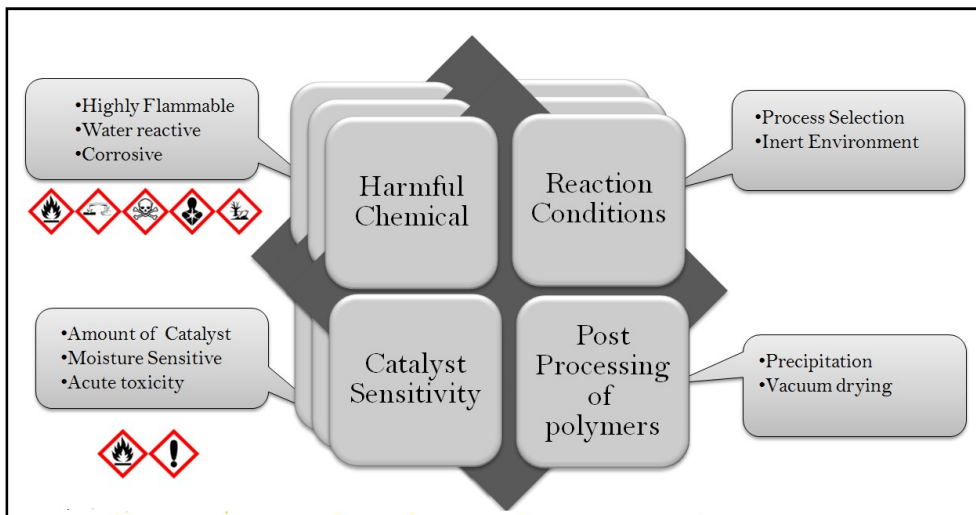 •Highly Flammable
•Water reactive
•Corrosive
Harmful
Chemical
Reaction
Conditions
•Process Selection
•Inert Environment
•Amount of Catalyst
•Moisture Sensitive
•Acute toxicity
Catalyst
Sensitivity
Post
Processing
of
polymers
•Precipitation
•Vacuum drying